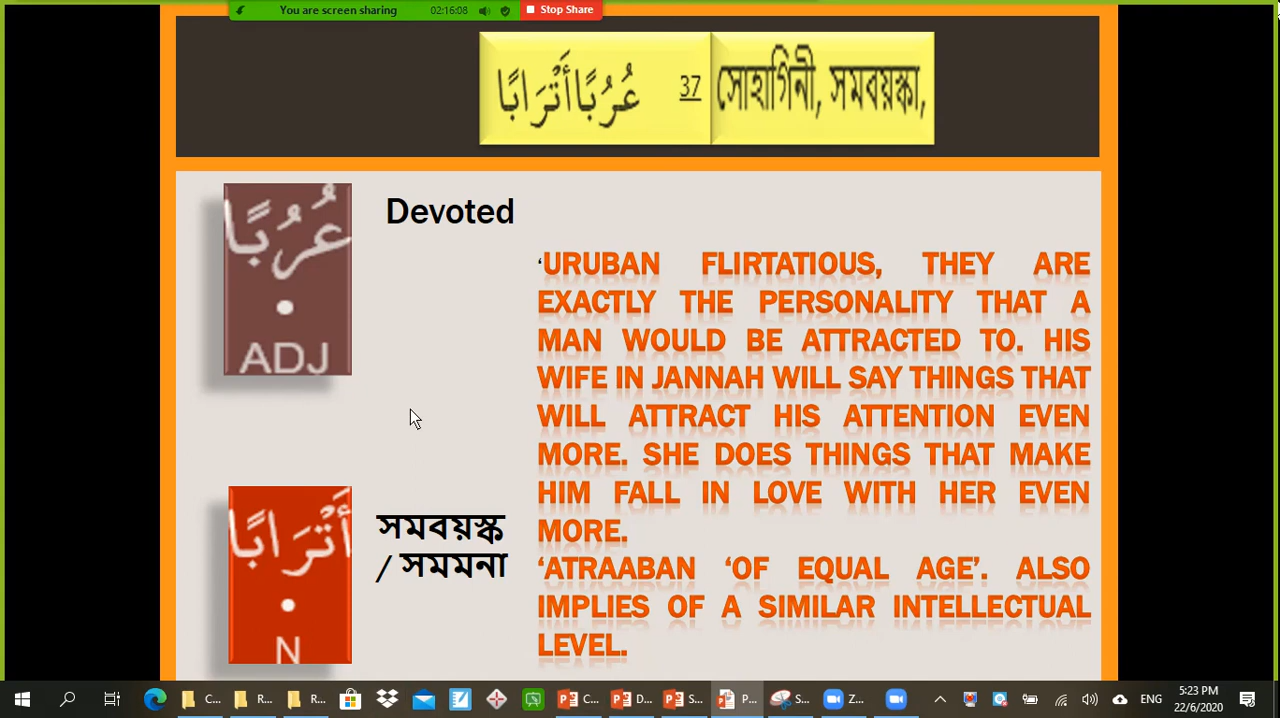 You are screen sharing 02:16:08 Stop Share
عُرُبًا أَتْرَابًا 37 সোহাগিনী, সমবয়স্কা,
عُرُبًا
ADJ
Devoted
‘URUBAN FLIRTATIOUS, THEY ARE
EXACTLY THE PERSONALITY THAT A
MAN WOULD BE ATTRACTED TO. HIS
WIFE IN JANNAH WILL SAY THINGS THAT
WILL ATTRACT HIS ATTENTION EVEN
MORE. SHE DOES THINGS THAT MAKE
HIM FALL IN LOVE WITH HER EVEN
MORE.
‘ATRAABAN ‘OF EQUAL AGE’. ALSO
IMPLIES OF A SIMILAR INTELLECTUAL
LEVEL.
أَتْرَابًا
N
সমবয়স্ক
/ সমমনা
C... R... R... C... D... S... P... S... Z... ENG 5:23 PM
22/6/2020